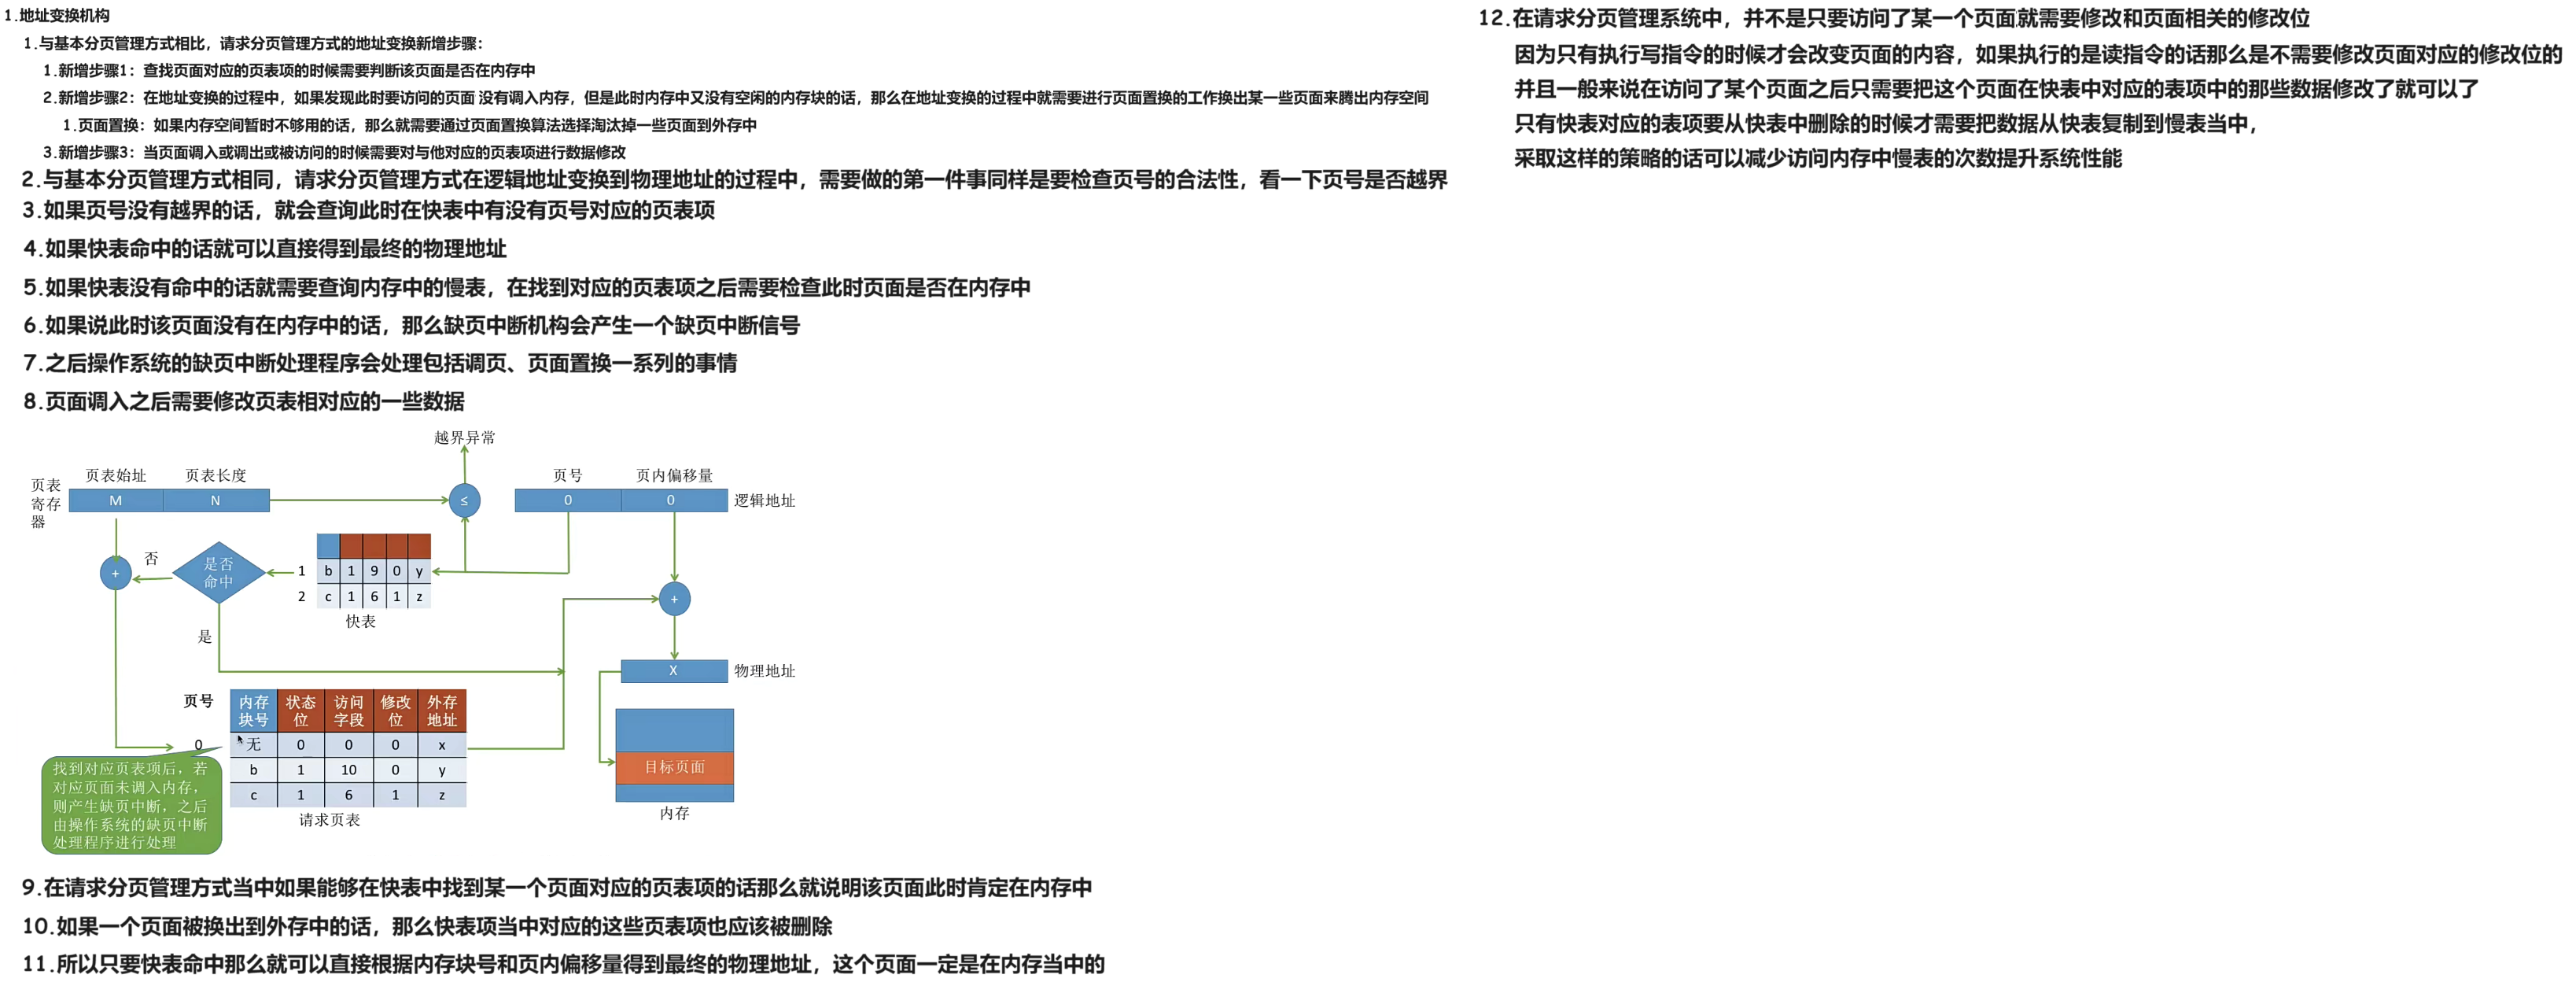 1.地址变换机构
1.与基本分页管理方式相比，请求分页管理方式的地址变换新增步骤：
1.新增步骤1：查找页面对应的页表项的时候需要判断该页面是否在内存中
2.新增步骤2：在地址变换的过程中，如果发现此时要访问的页面 没有调入内存，但是此时内存中又没有空闲的内存块的话，那么在地址变换的过程中就需要进行页面置换的工作换出某一些页面来腾出内存空间
1.页面置换：如果内存空间暂时不够用的话，那么就需要通过页面置换算法选择淘汰掉一些页面到外存中
3.新增步骤3：当页面调入或调出或被访问的时候需要对与他对应的页表项进行数据修改
2.与基本分页管理方式相同，请求分页管理方式在逻辑地址变换到物理地址的过程中，需要做的第一件事同样是要检查页号的合法性，看一下页号是否越界
3.如果页号没有越界的话，就会查询此时在快表中有没有页号对应的页表项
4.如果快表命中的话就可以直接得到最终的物理地址
5.如果快表没有命中的话就需要查询内存中的慢表，在找到对应的页表项之后需要检查此时页面是否在内存中
6.如果说此时该页面没有在内存中的话，那么缺页中断机构会产生一个缺页中断信号
7.之后操作系统的缺页中断处理程序会处理包括调页、页面置换一系列的事情
8.页面调入之后需要修改页表相对应的一些数据
越界异常
页表始址 页表长度
页号 页内偏移量
页表
寄存
器
M N
≤
0 0
逻辑地址
+
否
是否
命中
1 b 1 9 0 y
2 c 1 6 1 z
快表
是
+
X
物理地址
页号
内存 状态 访问 修改 外存
块号 位 字段 位 地址
0 无 0 0 0 x
b 1 10 0 y
c 1 6 1 z
请求页表
目标页面
内存
找到对应页表项后，若
对应页面未调入内存，
则产生缺页中断，之后
由操作系统的缺页中断
处理程序进行处理
9.在请求分页管理方式当中如果能够在快表中找到某一个页面对应的页表项的话那么就说明该页面此时肯定在内存中
10.如果一个页面被换出到外存中的话，那么快表项当中对应的这些页表项也应该被删除
11.所以只要快表命中那么就可以直接根据内存块号和页内偏移量得到最终的物理地址，这个页面一定是在内存当中的
12.在请求分页管理系统中，并不是只要访问了某一个页面就需要修改和页面相关的修改位
因为只有执行写指令的时候才会改变页面的内容，如果执行的是读指令的话那么是不需要修改页面对应的修改位的
并且一般来说在访问了某个页面之后只需要把这个页面在快表中对应的表项中的那些数据修改了就可以了
只有快表对应的表项要从快表中删除的时候才需要把数据从快表复制到慢表当中，
采取这样的策略的话可以减少访问内存中慢表的次数提升系统性能